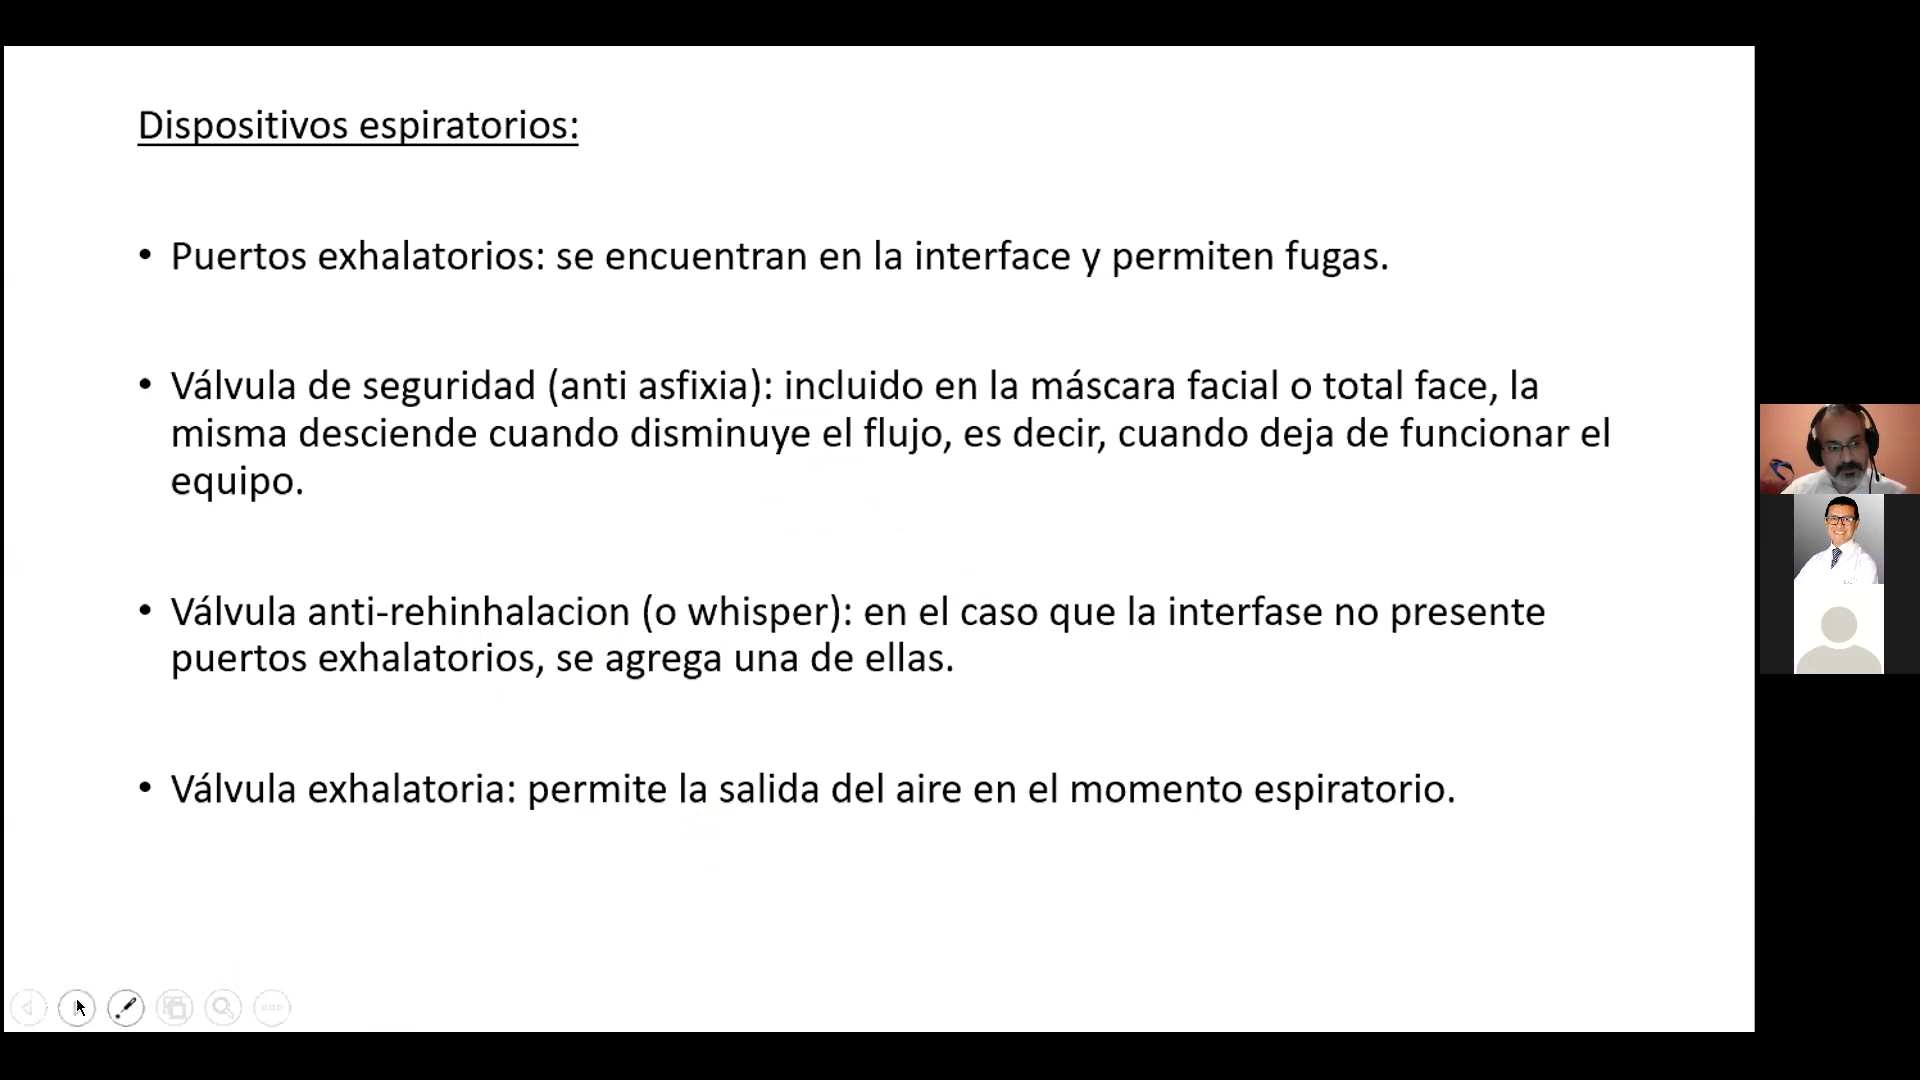 Dispositivos espiratorios:
• Puertos exhalatorios: se encuentran en la interface y permiten fugas.
• Válvula de seguridad (anti asfixia): incluido en la máscara facial o total face, la
misma desciende cuando disminuye el flujo, es decir, cuando deja de funcionar el
equipo.
• Válvula anti-rehinhalacion (o whisper): en el caso que la interfase no presente
puertos exhalatorios, se agrega una de ellas.
• Válvula exhalatoria: permite la salida del aire en el momento espiratorio.